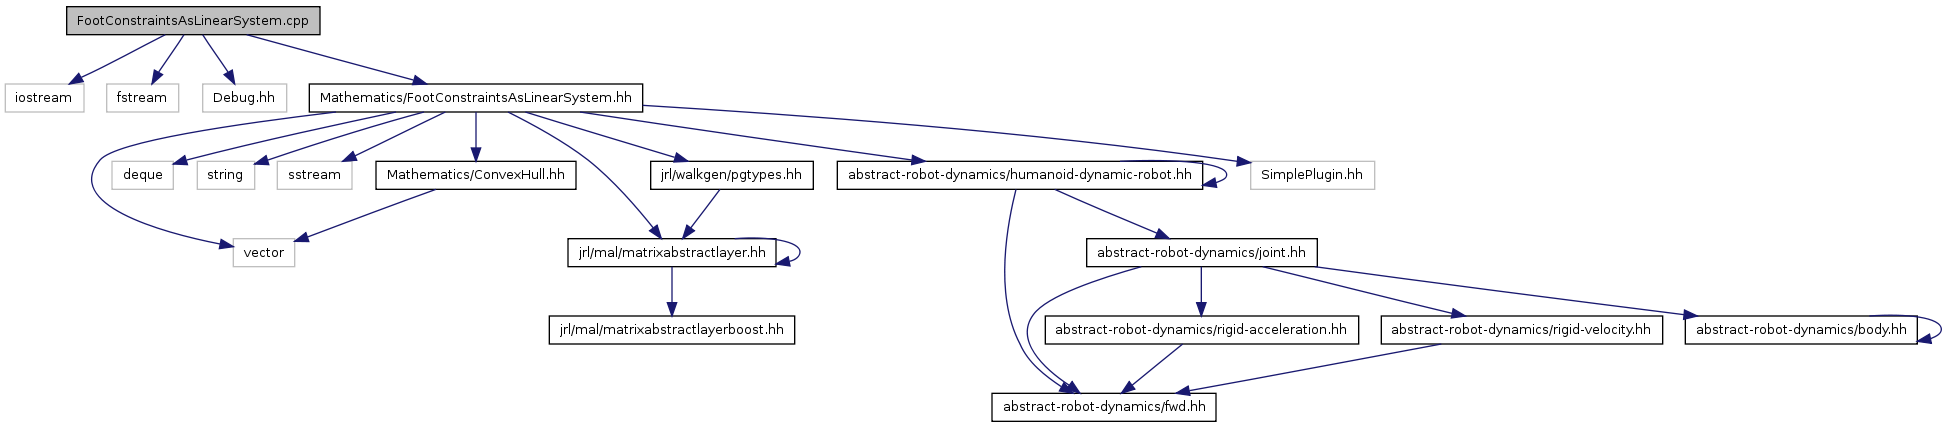 FootConstraintsAsLinearSystem.cpp
iostream
fstream
Debug.hh
Mathematics/FootConstraintsAsLinearSystem.hh
deque
string
sstream
Mathematics/ConvexHull.hh
jrl/walkgen/pgtypes.hh
abstract-robot-dynamics/humanoid-dynamic-robot.hh
SimplePlugin.hh
vector
jrl/mal/matrixabstractlayer.hh
abstract-robot-dynamics/joint.hh
jrl/mal/matrixabstractlayerboost.hh
abstract-robot-dynamics/rigid-acceleration.hh
abstract-robot-dynamics/rigid-velocity.hh
abstract-robot-dynamics/body.hh
abstract-robot-dynamics/fwd.hh